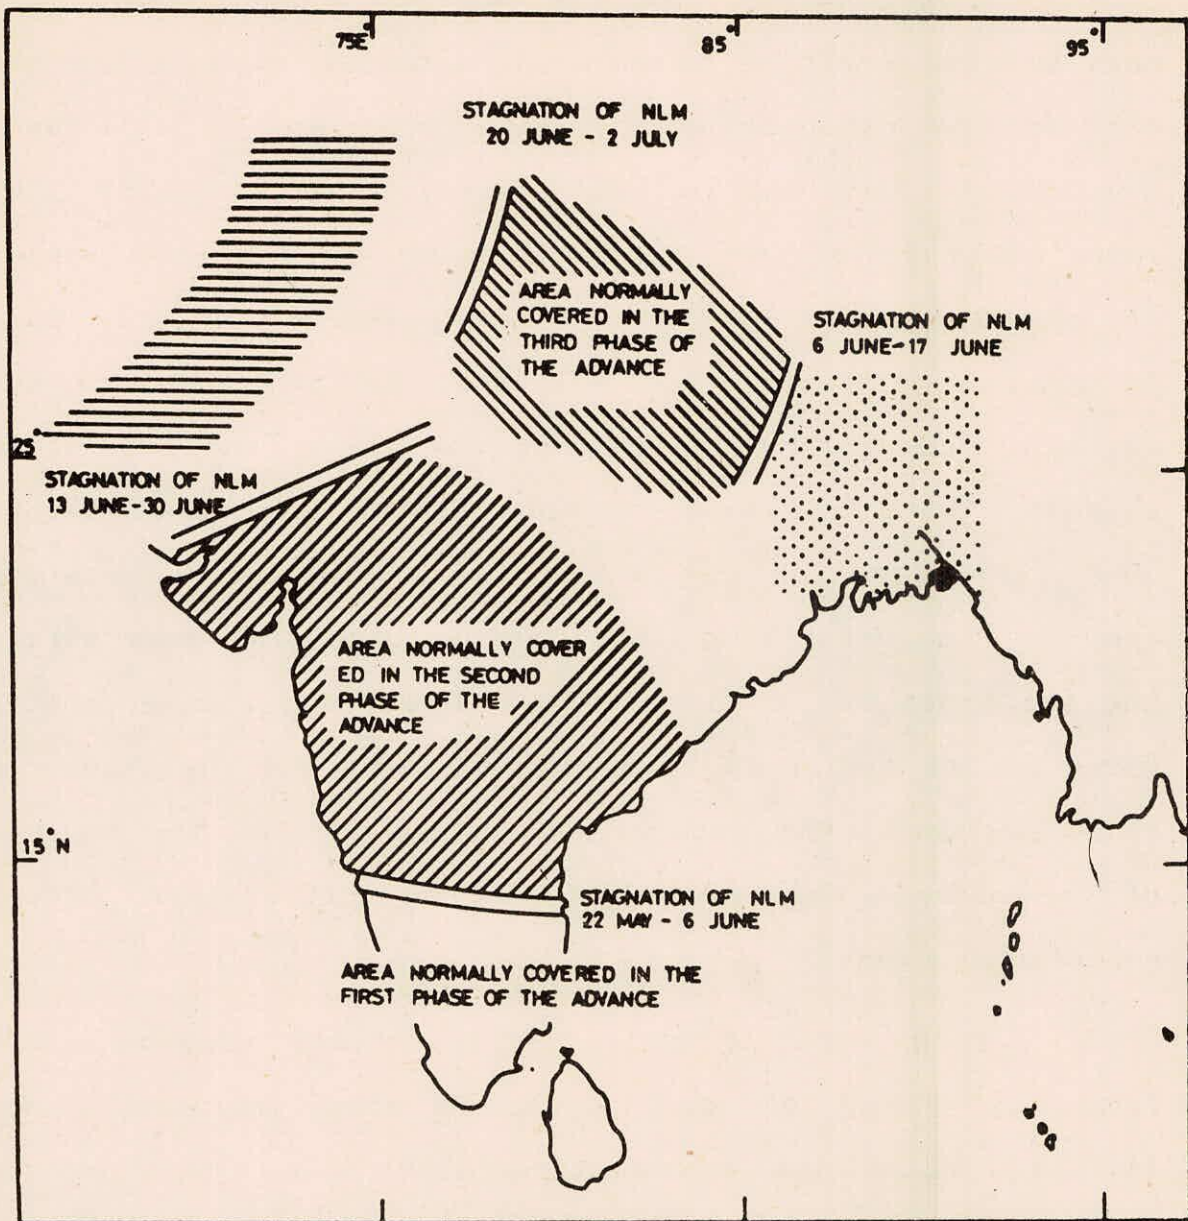 75°E
85°
95°
STAGNATION OF NLM
20 JUNE - 2 JULY
AREA NORMALLY
COVERED IN THE
THIRD PHASE OF
THE ADVANCE
STAGNATION OF NLM
6 JUNE-17 JUNE
25°
STAGNATION OF NLM
13 JUNE-30 JUNE
AREA NORMALLY COVER
ED IN THE SECOND
PHASE OF THE
ADVANCE
15°N
STAGNATION OF NLM
22 MAY - 6 JUNE
AREA NORMALLY COVERED IN THE
FIRST PHASE OF THE ADVANCE